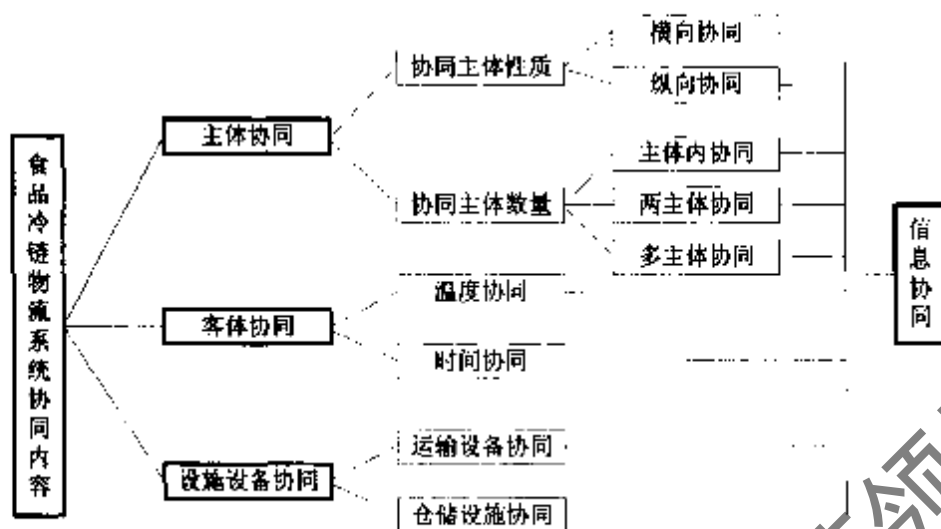 食品冷链物流系统协同内容
主体协同
协同主体性质
横向协同
纵向协同
协同主体数量
主体内协同
两主体协同
多主体协同
客体协同
温度协同
时间协同
设施设备协同
运输设备协同
仓储设施协同
信息协同